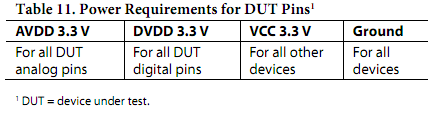 Table 11. Power Requirements for DUT Pins1
AVDD 3.3 V DVDD 3.3 V VCC 3.3 V Ground
For all DUT analog pins For all DUT digital pins For all other devices For all devices
1 DUT = device under test.